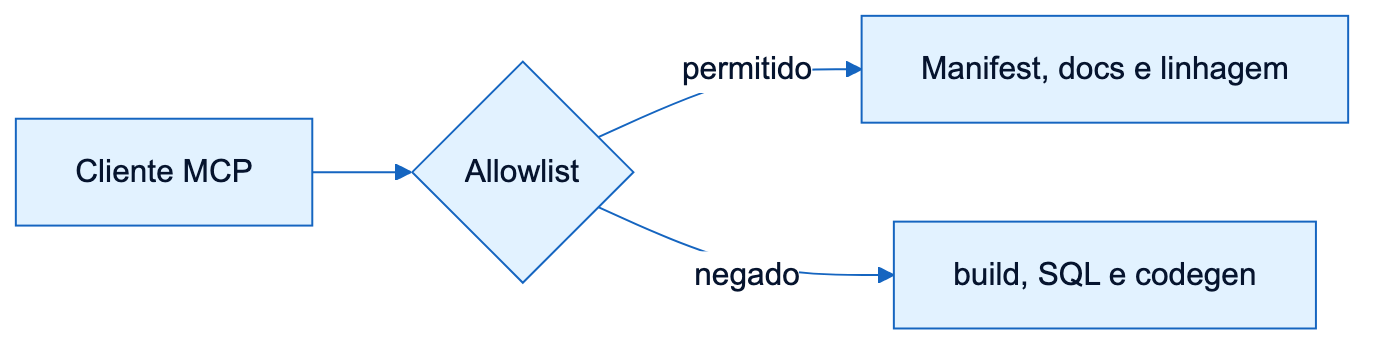 Cliente MCP
Allowlist
permitido
Manifest, docs e linhagem
negado
build, SQL e codegen